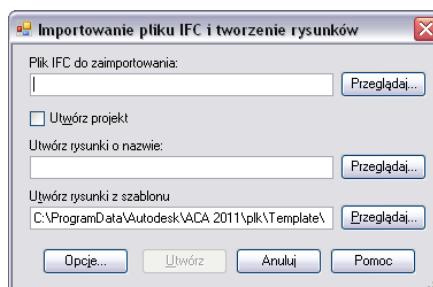 Importowanie pliku IFC i tworzenie rysunków
Plik IFC do zaimportowania:
Przeglądaj...
Utwórz projekt
Utwórz rysunki o nazwie:
Utwórz rysunki z szablonu
C:\ProgramData\Autodesk\ACA 2011\plk\Template\
Przeglądaj...
Opcje... Utwórz Anuluj Pomoc